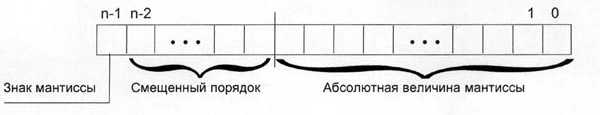 n-1 n-2 1 0
• • • • • •
Знак мантиссы Смещенный порядок Абсолютная величина мантиссы